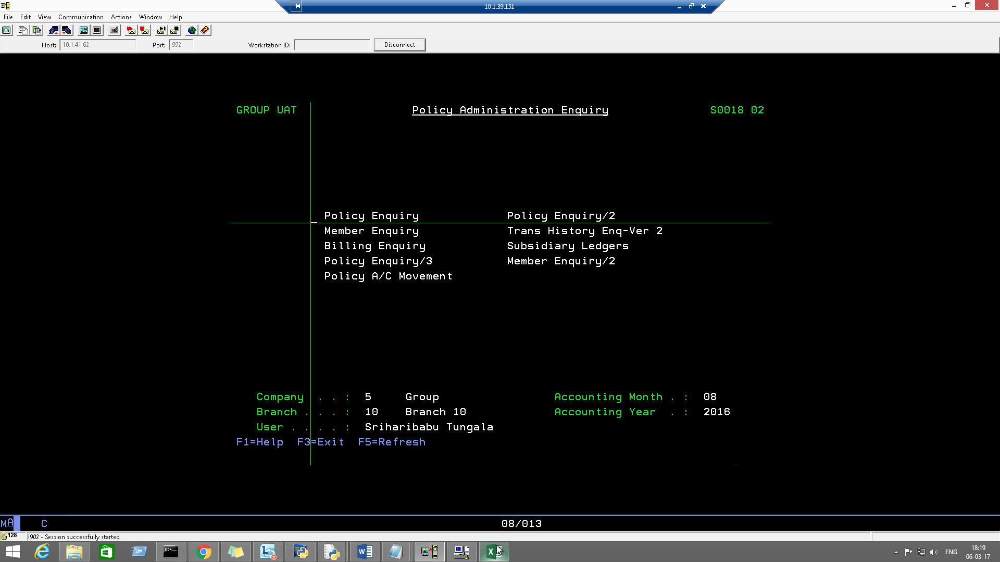 10.1.39.151
File Edit View Communication Actions Window Help
Host: 10.1.41.62 Port: 992 Workstation ID: Disconnect
GROUP UAT Policy Administration Enquiry S0018 02
Policy Enquiry Policy Enquiry/2
Member Enquiry Trans History Enq-Ver 2
Billing Enquiry Subsidiary Ledgers
Policy Enquiry/3 Member Enquiry/2
Policy A/C Movement
Company . . : 5 Group Accounting Month . : 08
Branch . . . : 10 Branch 10 Accounting Year . : 2016
User . . . . : Sriharibabu Tungala
F1=Help F3=Exit F5=Refresh
MA C 08/013
128 I902 - Session successfully started
ENG 18:19
06-03-17